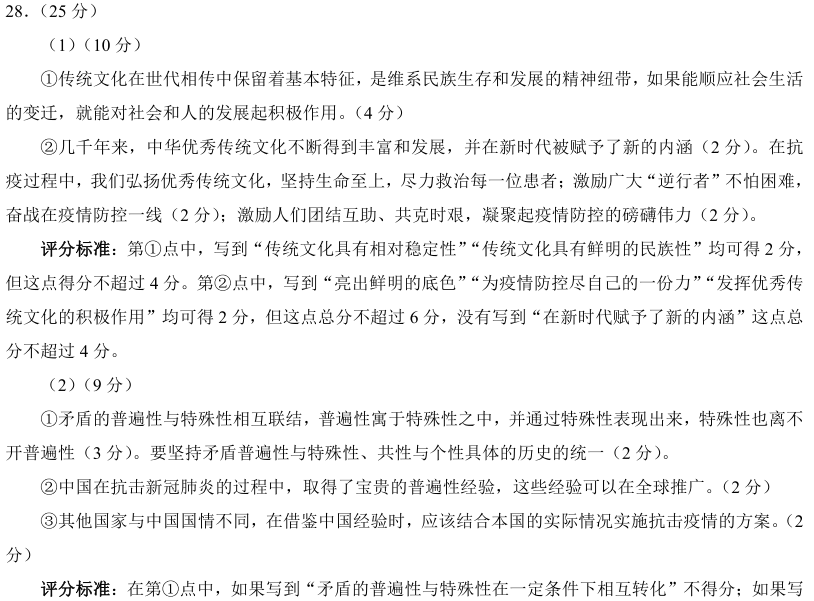 28．（25 分）
（1）（10 分）
①传统文化在世代相传中保留着基本特征，是维系民族生存和发展的精神纽带，如果能顺应社会生活
的变迁，就能对社会和人的发展起积极作用。（4 分）
②几千年来，中华优秀传统文化不断得到丰富和发展，并在新时代被赋予了新的内涵（2 分）。在抗
疫过程中，我们弘扬优秀传统文化，坚持生命至上，尽力救治每一位患者；激励广大“逆行者”不怕困难，
奋战在疫情防控一线（2 分）；激励人们团结互助、共克时艰，凝聚起疫情防控的磅礴伟力（2 分）。
评分标准：第①点中，写到“传统文化具有相对稳定性”“传统文化具有鲜明的民族性”均可得 2 分，
但这点得分不超过 4 分。第②点中，写到“亮出鲜明的底色”“为疫情防控尽自己的一份力”“发挥优秀传
统文化的积极作用”均可得 2 分，但这点总分不超过 6 分，没有写到“在新时代赋予了新的内涵”这点总
分不超过 4 分。
（2）（9 分）
①矛盾的普遍性与特殊性相互联结，普遍性寓于特殊性之中，并通过特殊性表现出来，特殊性也离不
开普遍性（3 分）。要坚持矛盾普遍性与特殊性、共性与个性具体的历史的统一（2 分）。
②中国在抗击新冠肺炎的过程中，取得了宝贵的普遍性经验，这些经验可以在全球推广。（2 分）
③其他国家与中国国情不同，在借鉴中国经验时，应该结合本国的实际情况实施抗击疫情的方案。（2
分）
评分标准：在第①点中，如果写到“矛盾的普遍性与特殊性在一定条件下相互转化”不得分；如果写